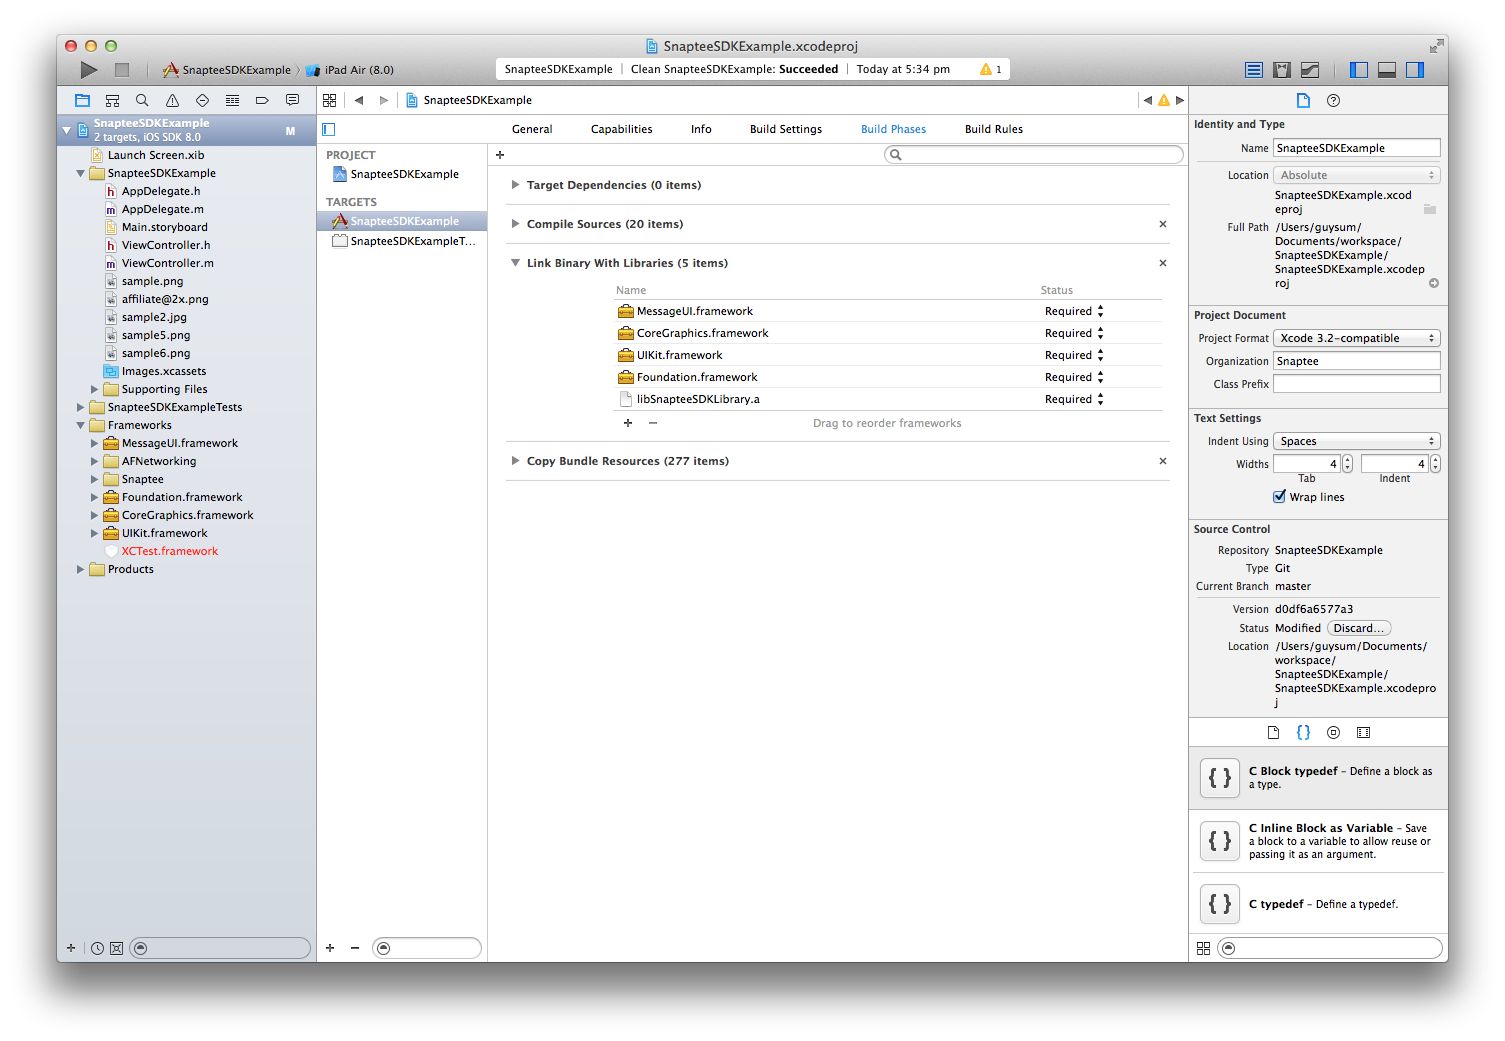 SnapteeSDKExample.xcodeproj
SnapteeSDKExample
iPad Air (8.0)
SnapteeSDKExample | Clean SnapteeSDKExample: Succeeded | Today at 5:34 pm
1
SnapteeSDKExample
2 targets, iOS SDK 8.0
M
Launch Screen.xib
SnapteeSDKExample
AppDelegate.h
AppDelegate.m
Main.storyboard
ViewController.h
ViewController.m
sample.png
affiliate@2x.png
sample2.jpg
sample5.png
sample6.png
Images.xcassets
Supporting Files
SnapteeSDKExampleTests
Frameworks
MessageUI.framework
AFNetworking
Snaptee
Foundation.framework
CoreGraphics.framework
UIKit.framework
XCTest.framework
Products
SnapteeSDKExample
General
Capabilities
Info
Build Settings
Build Phases
Build Rules
PROJECT
SnapteeSDKExample
TARGETS
SnapteeSDKExample
SnapteeSDKExampleT...
Target Dependencies (0 items)
Compile Sources (20 items)
Link Binary With Libraries (5 items)
Name Status
MessageUI.framework Required
CoreGraphics.framework Required
UIKit.framework Required
Foundation.framework Required
libSnapteeSDKLibrary.a Required
Drag to reorder frameworks
Copy Bundle Resources (277 items)
Identity and Type
Name SnapteeSDKExample
Location Absolute
SnapteeSDKExample.xcod
eproj
Full Path /Users/guysum/
Documents/workspace/
SnapteeSDKExample/
SnapteeSDKExample.xcodep
roj
Project Document
Project Format Xcode 3.2-compatible
Organization Snaptee
Class Prefix
Text Settings
Indent Using Spaces
Widths 4 4
Tab Indent
Wrap lines
Source Control
Repository SnapteeSDKExample
Type Git
Current Branch master
Version d0df6a6577a3
Status Modified Discard...
Location /Users/guysum/Documents/
workspace/
SnapteeSDKExample/
SnapteeSDKExample.xcodepro
j
{ } C Block typedef – Define a block as
a type.
{ } C Inline Block as Variable – Save
a block to a variable to allow reuse or
passing it as an argument.
{ } C typedef – Define a typedef.